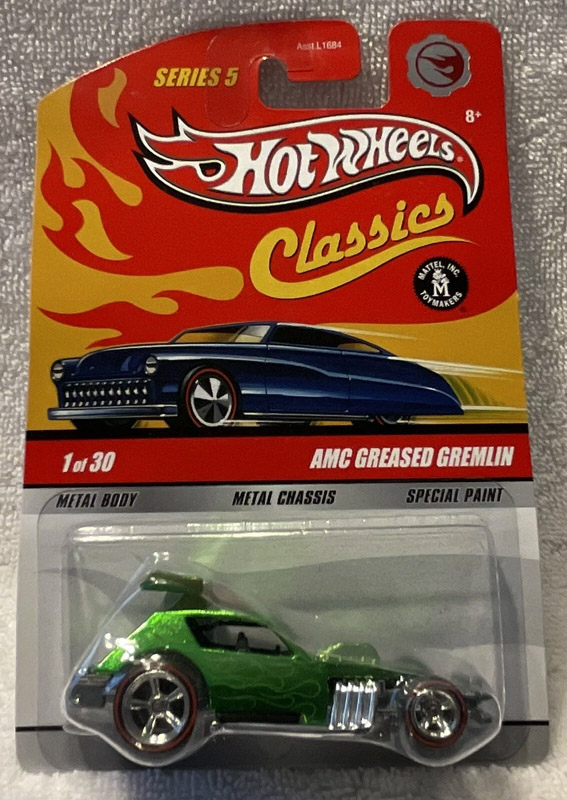 Asst.L1684
SERIES 5
8+
HOT WHEELS®
Classics
MATTEL, INC.
M
TOYMAKERS
®
1 of 30
AMC GREASED GREMLIN
METAL BODY
METAL CHASSIS
SPECIAL PAINT